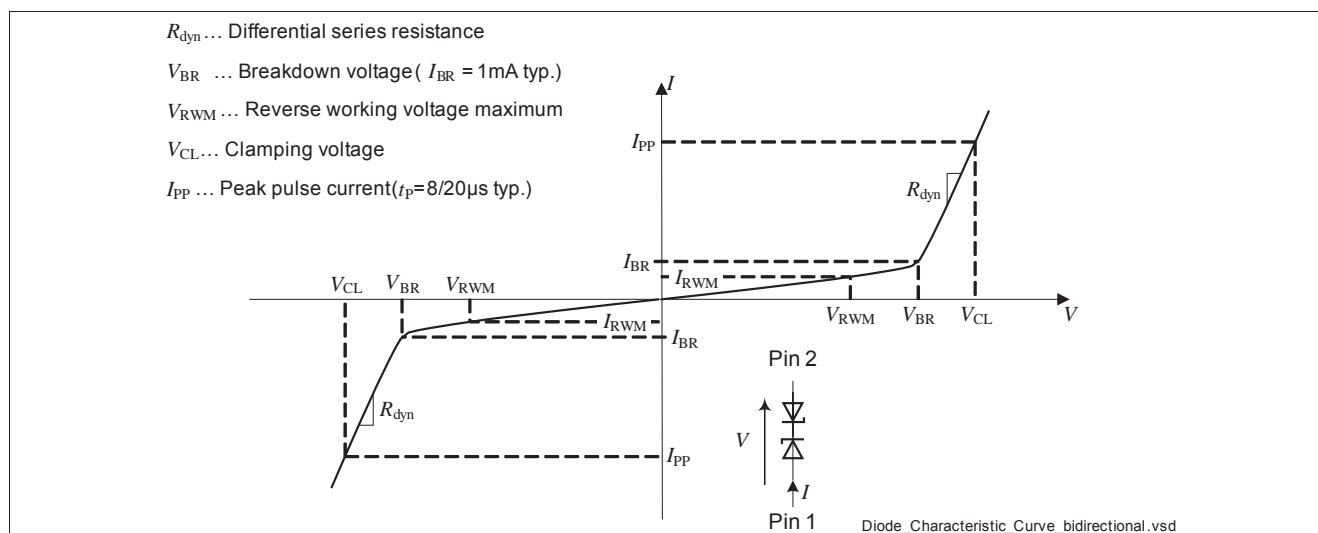 Rdyn… Differential series resistance
VBR … Breakdown voltage( IBR = 1mA typ.)
VRWM … Reverse working voltage maximum
VCL… Clamping voltage
IPP … Peak pulse current(tP=8/20µs typ.)
I
IPP
Rdyn
IBR
IRWM
VCL VBR VRWM
VRWM VBR VCL V
IRWM
IBR
Pin 2
Rdyn
V
IPP
I
Pin 1
Diode_Characteristic_Curve_bidirectional.vsd